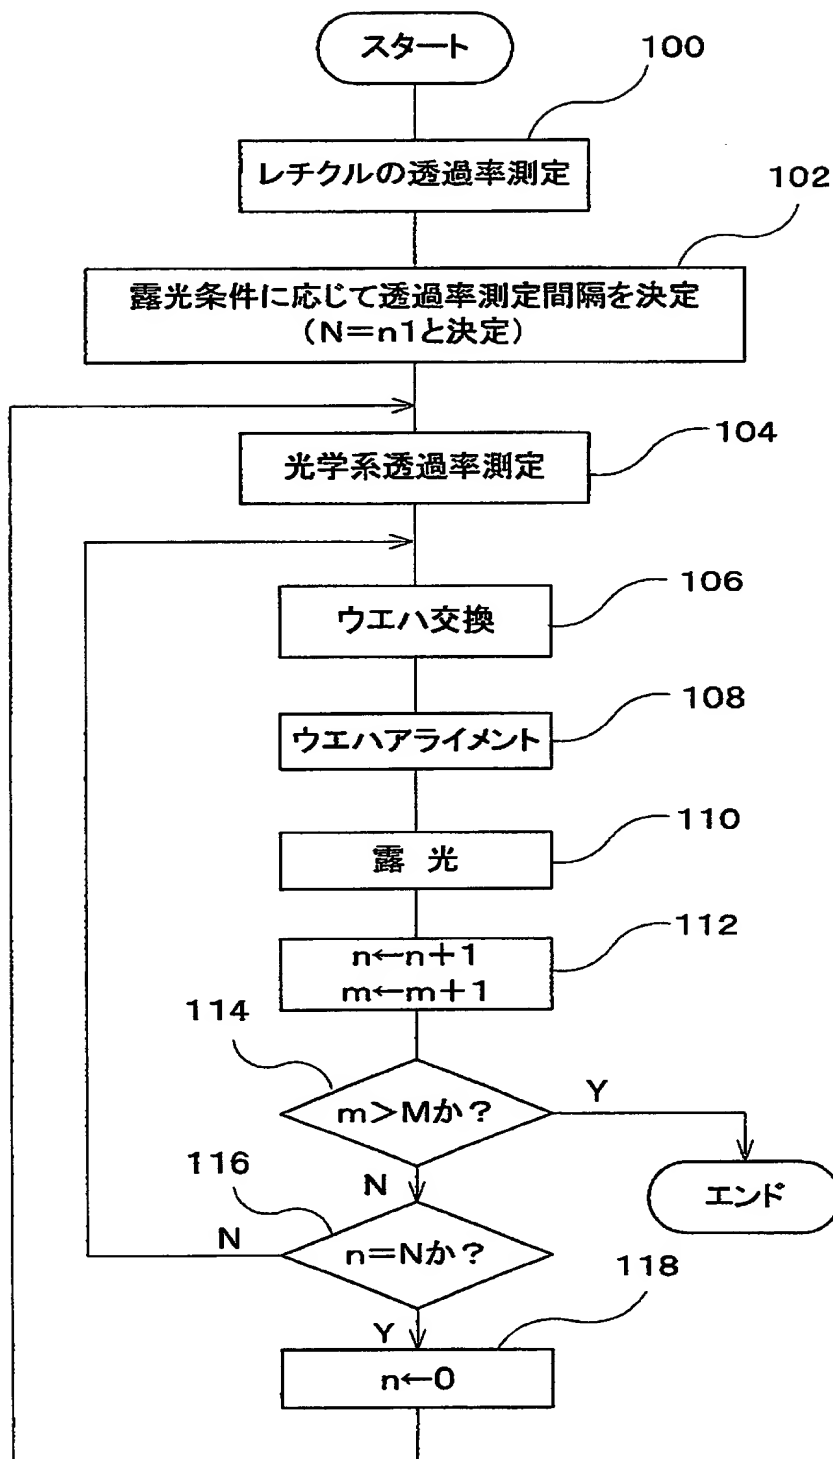 スタート
100
レチクルの透過率測定
102
露光条件に応じて透過率測定間隔を決定
（N＝n1と決定）
104
光学系透過率測定
106
ウエハ交換
108
ウエハアライメント
110
露 光
112
n←n＋1
m←m＋1
114
m＞Mか？
Y
エンド
116
N
n＝Nか？
N
118
Y
n←0